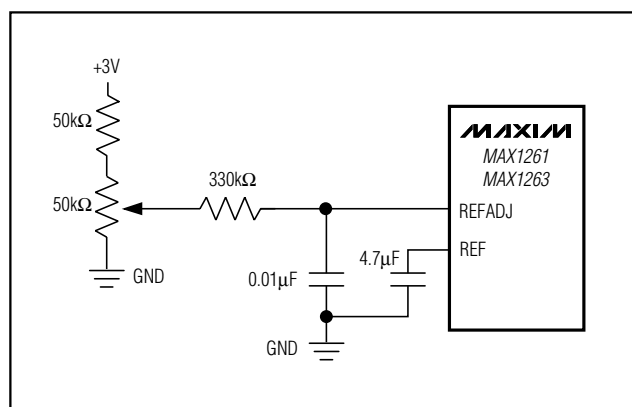 +3V
50kΩ
50kΩ
330kΩ
GND
0.01µF
4.7µF
GND
MAXIM
MAX1261
MAX1263
REFADJ
REF